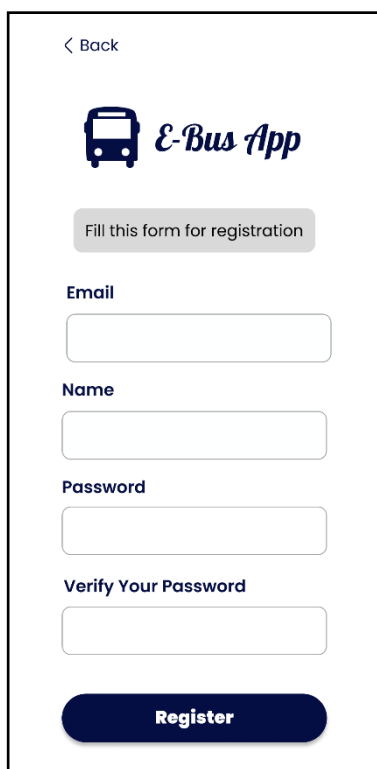 Back
E-Bus App
Fill this form for registration
Email
Name
Password
Verify Your Password
Register